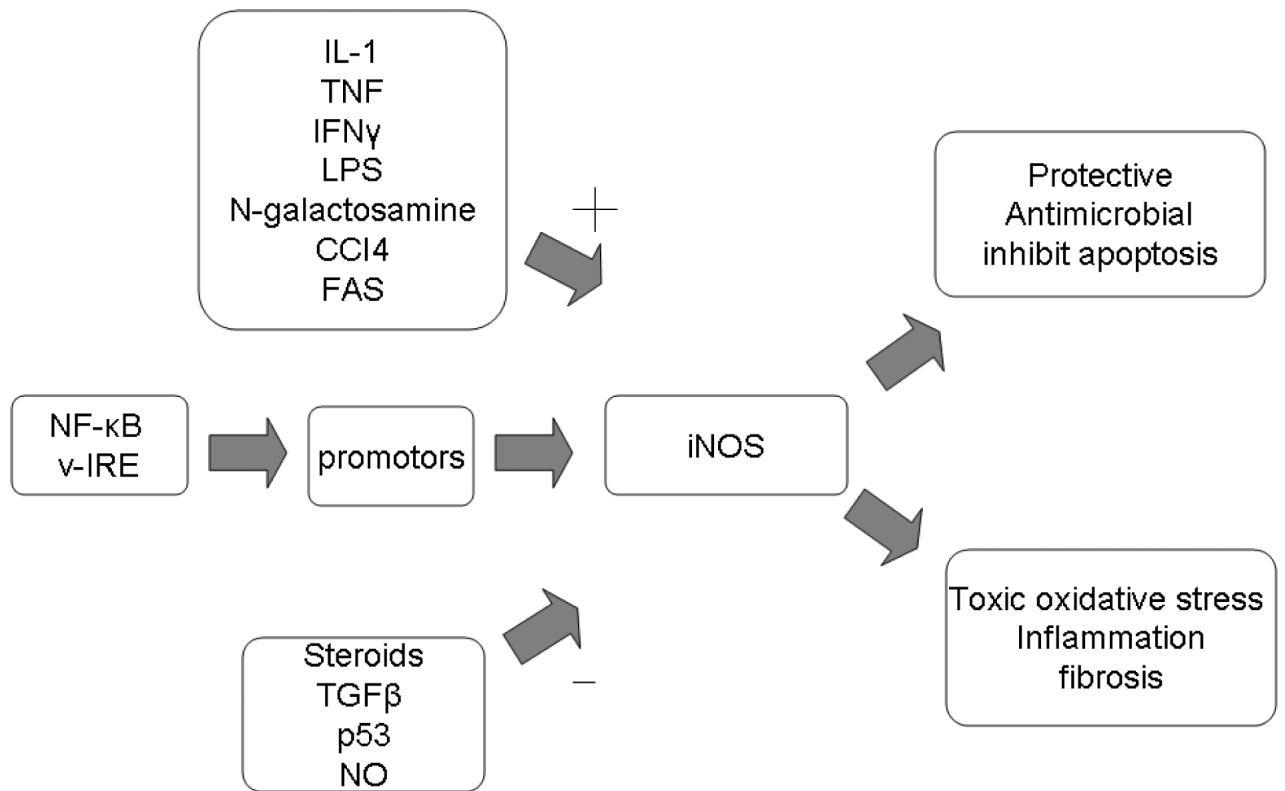 IL-1
TNF
IFNγ
LPS
N-galactosamine
CCl4
FAS
+
Protective
Antimicrobial
inhibit apoptosis
NF-κB
v-IRE
promotors
iNOS
Toxic oxidative stress
Inflammation
fibrosis
Steroids
TGFβ
p53
NO
–